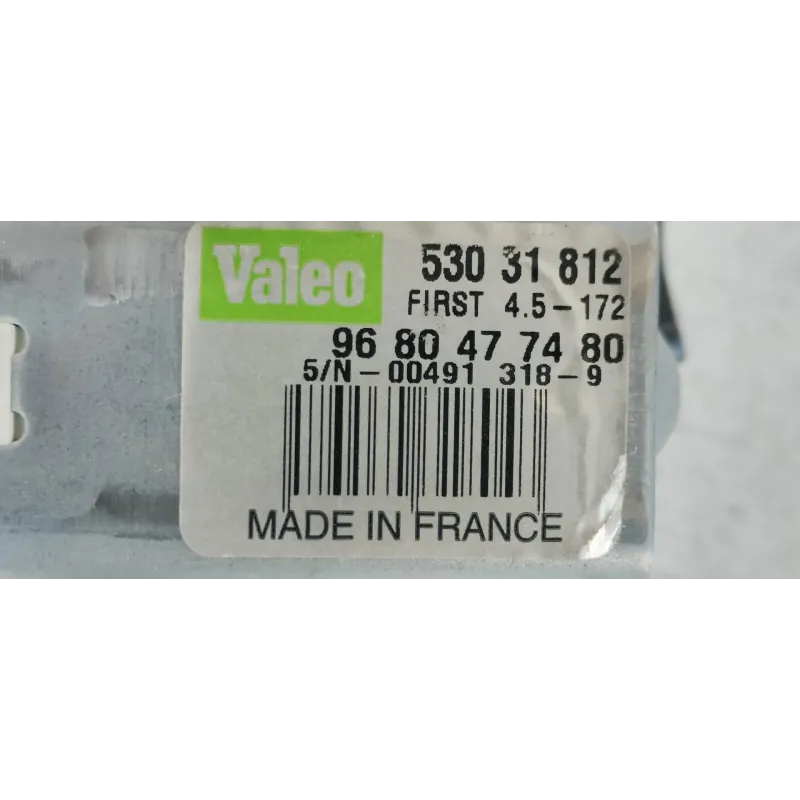 Valeo
530 31 812
FIRST 4.5-172
96 80 47 74 80
S/N-00491 318-9
MADE IN FRANCE